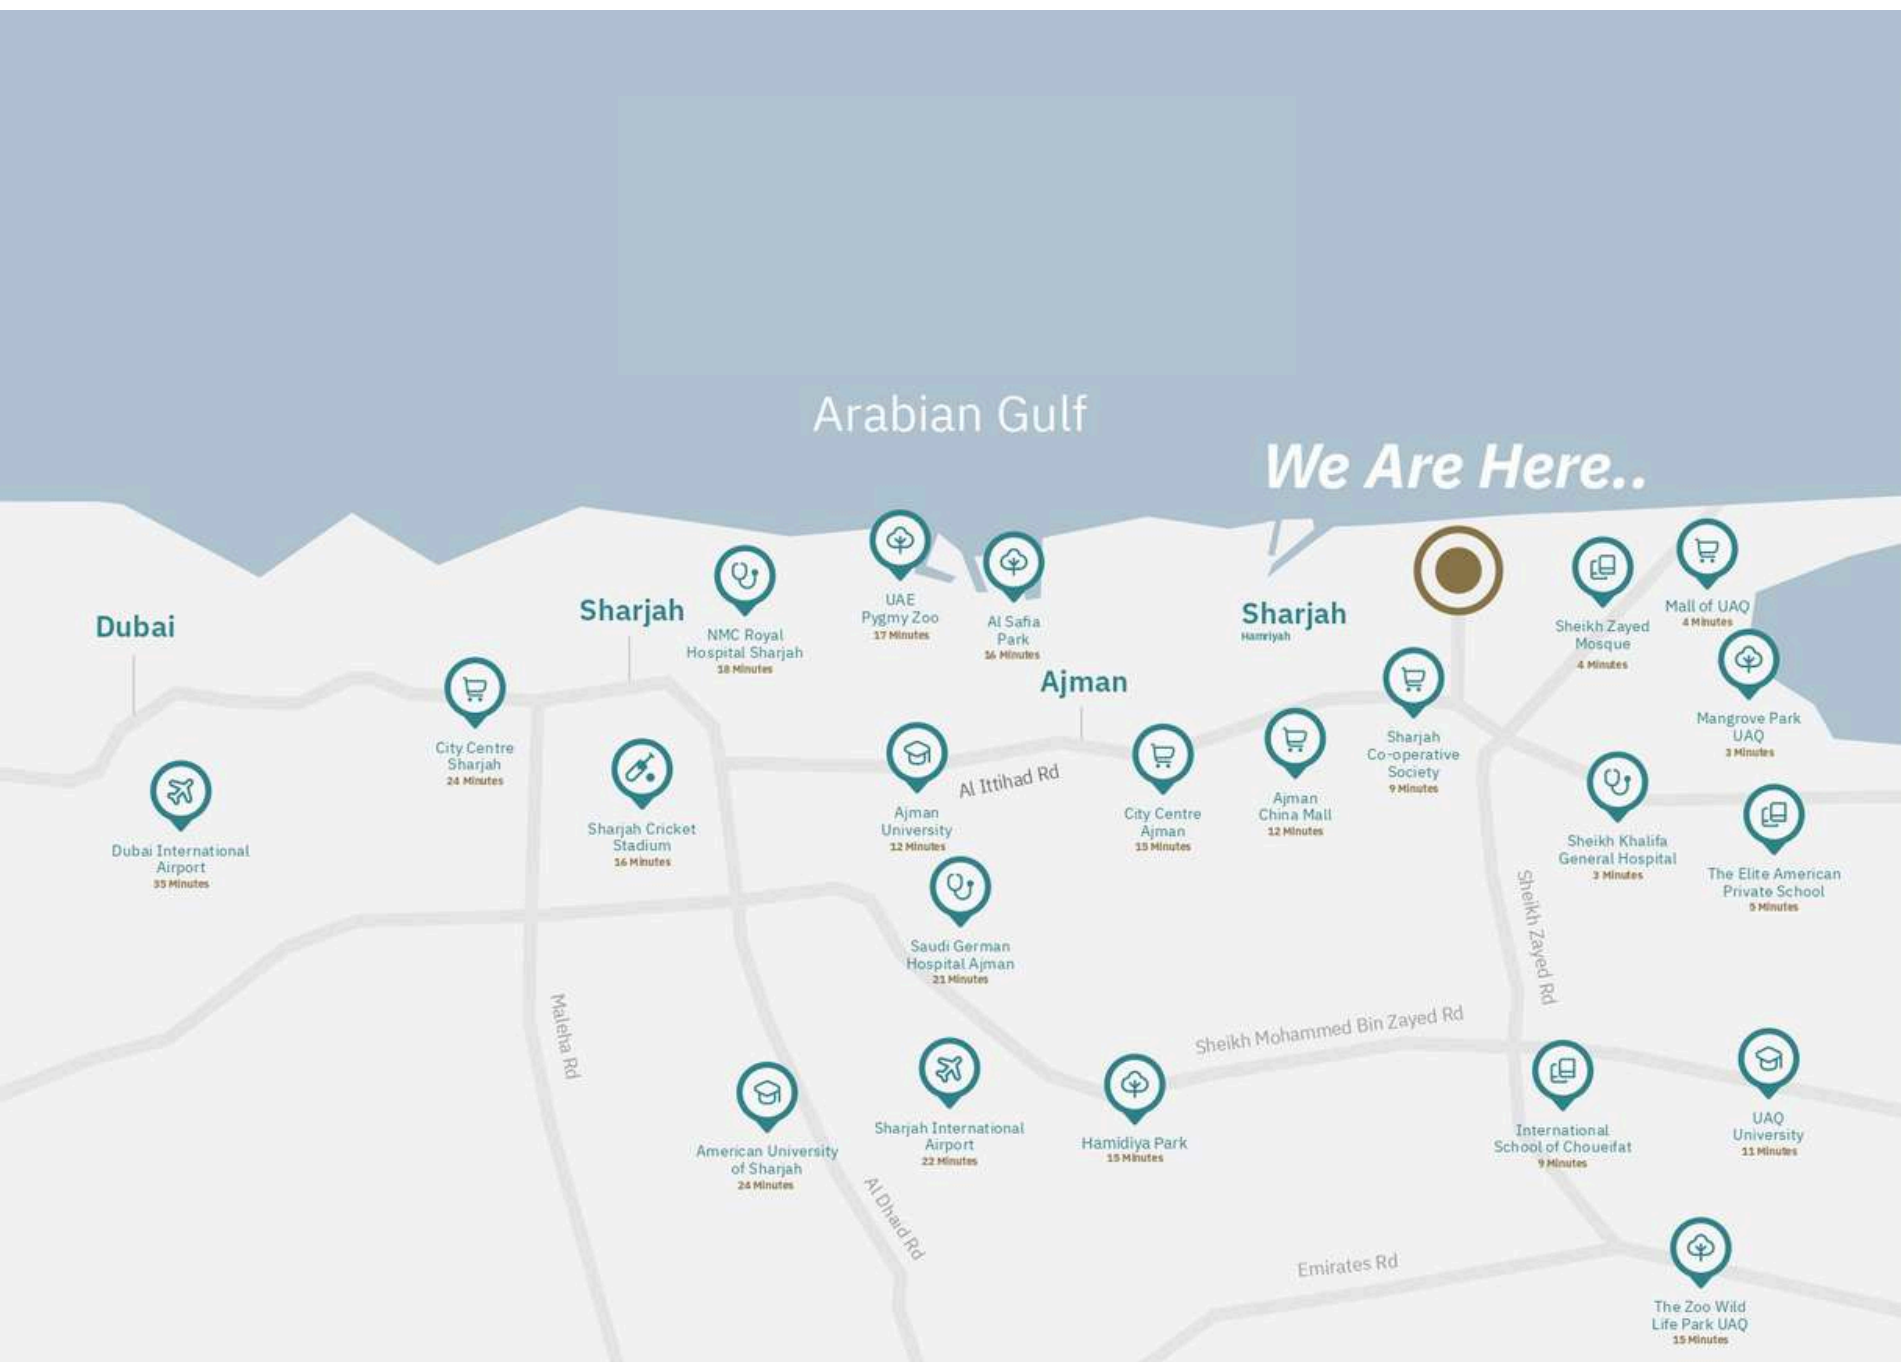 Arabian Gulf
We Are Here..
Dubai
Sharjah
Ajman
Sharjah
Hamriyah
NMC Royal
Hospital Sharjah
18 Minutes
UAE
Pygmy Zoo
17 Minutes
Al Safia
Park
16 Minutes
Sheikh Zayed
Mosque
4 Minutes
Mall of UAQ
4 Minutes
Mangrove Park
UAQ
3 Minutes
City Centre
Sharjah
24 Minutes
Dubai International
Airport
35 Minutes
Sharjah Cricket
Stadium
16 Minutes
Ajman
University
12 Minutes
Al Ittihad Rd
City Centre
Ajman
15 Minutes
Ajman
China Mall
12 Minutes
Sharjah
Co-operative
Society
9 Minutes
Sheikh Khalifa
General Hospital
3 Minutes
The Elite American
Private School
5 Minutes
Saudi German
Hospital Ajman
21 Minutes
Sheikh Zayed Rd
Maleha Rd
Sheikh Mohammed Bin Zayed Rd
American University
of Sharjah
24 Minutes
Sharjah International
Airport
22 Minutes
Hamidiya Park
15 Minutes
International
School of Choueifat
9 Minutes
UAQ
University
11 Minutes
Al Dhaid Rd
Emirates Rd
The Zoo Wild
Life Park UAQ
15 Minutes